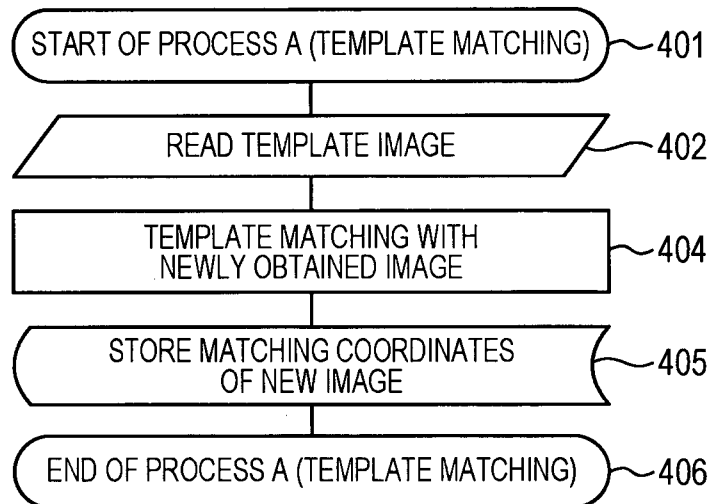 START OF PROCESS A (TEMPLATE MATCHING) 401
READ TEMPLATE IMAGE 402
TEMPLATE MATCHING WITH
NEWLY OBTAINED IMAGE 404
STORE MATCHING COORDINATES
OF NEW IMAGE 405
END OF PROCESS A (TEMPLATE MATCHING) 406